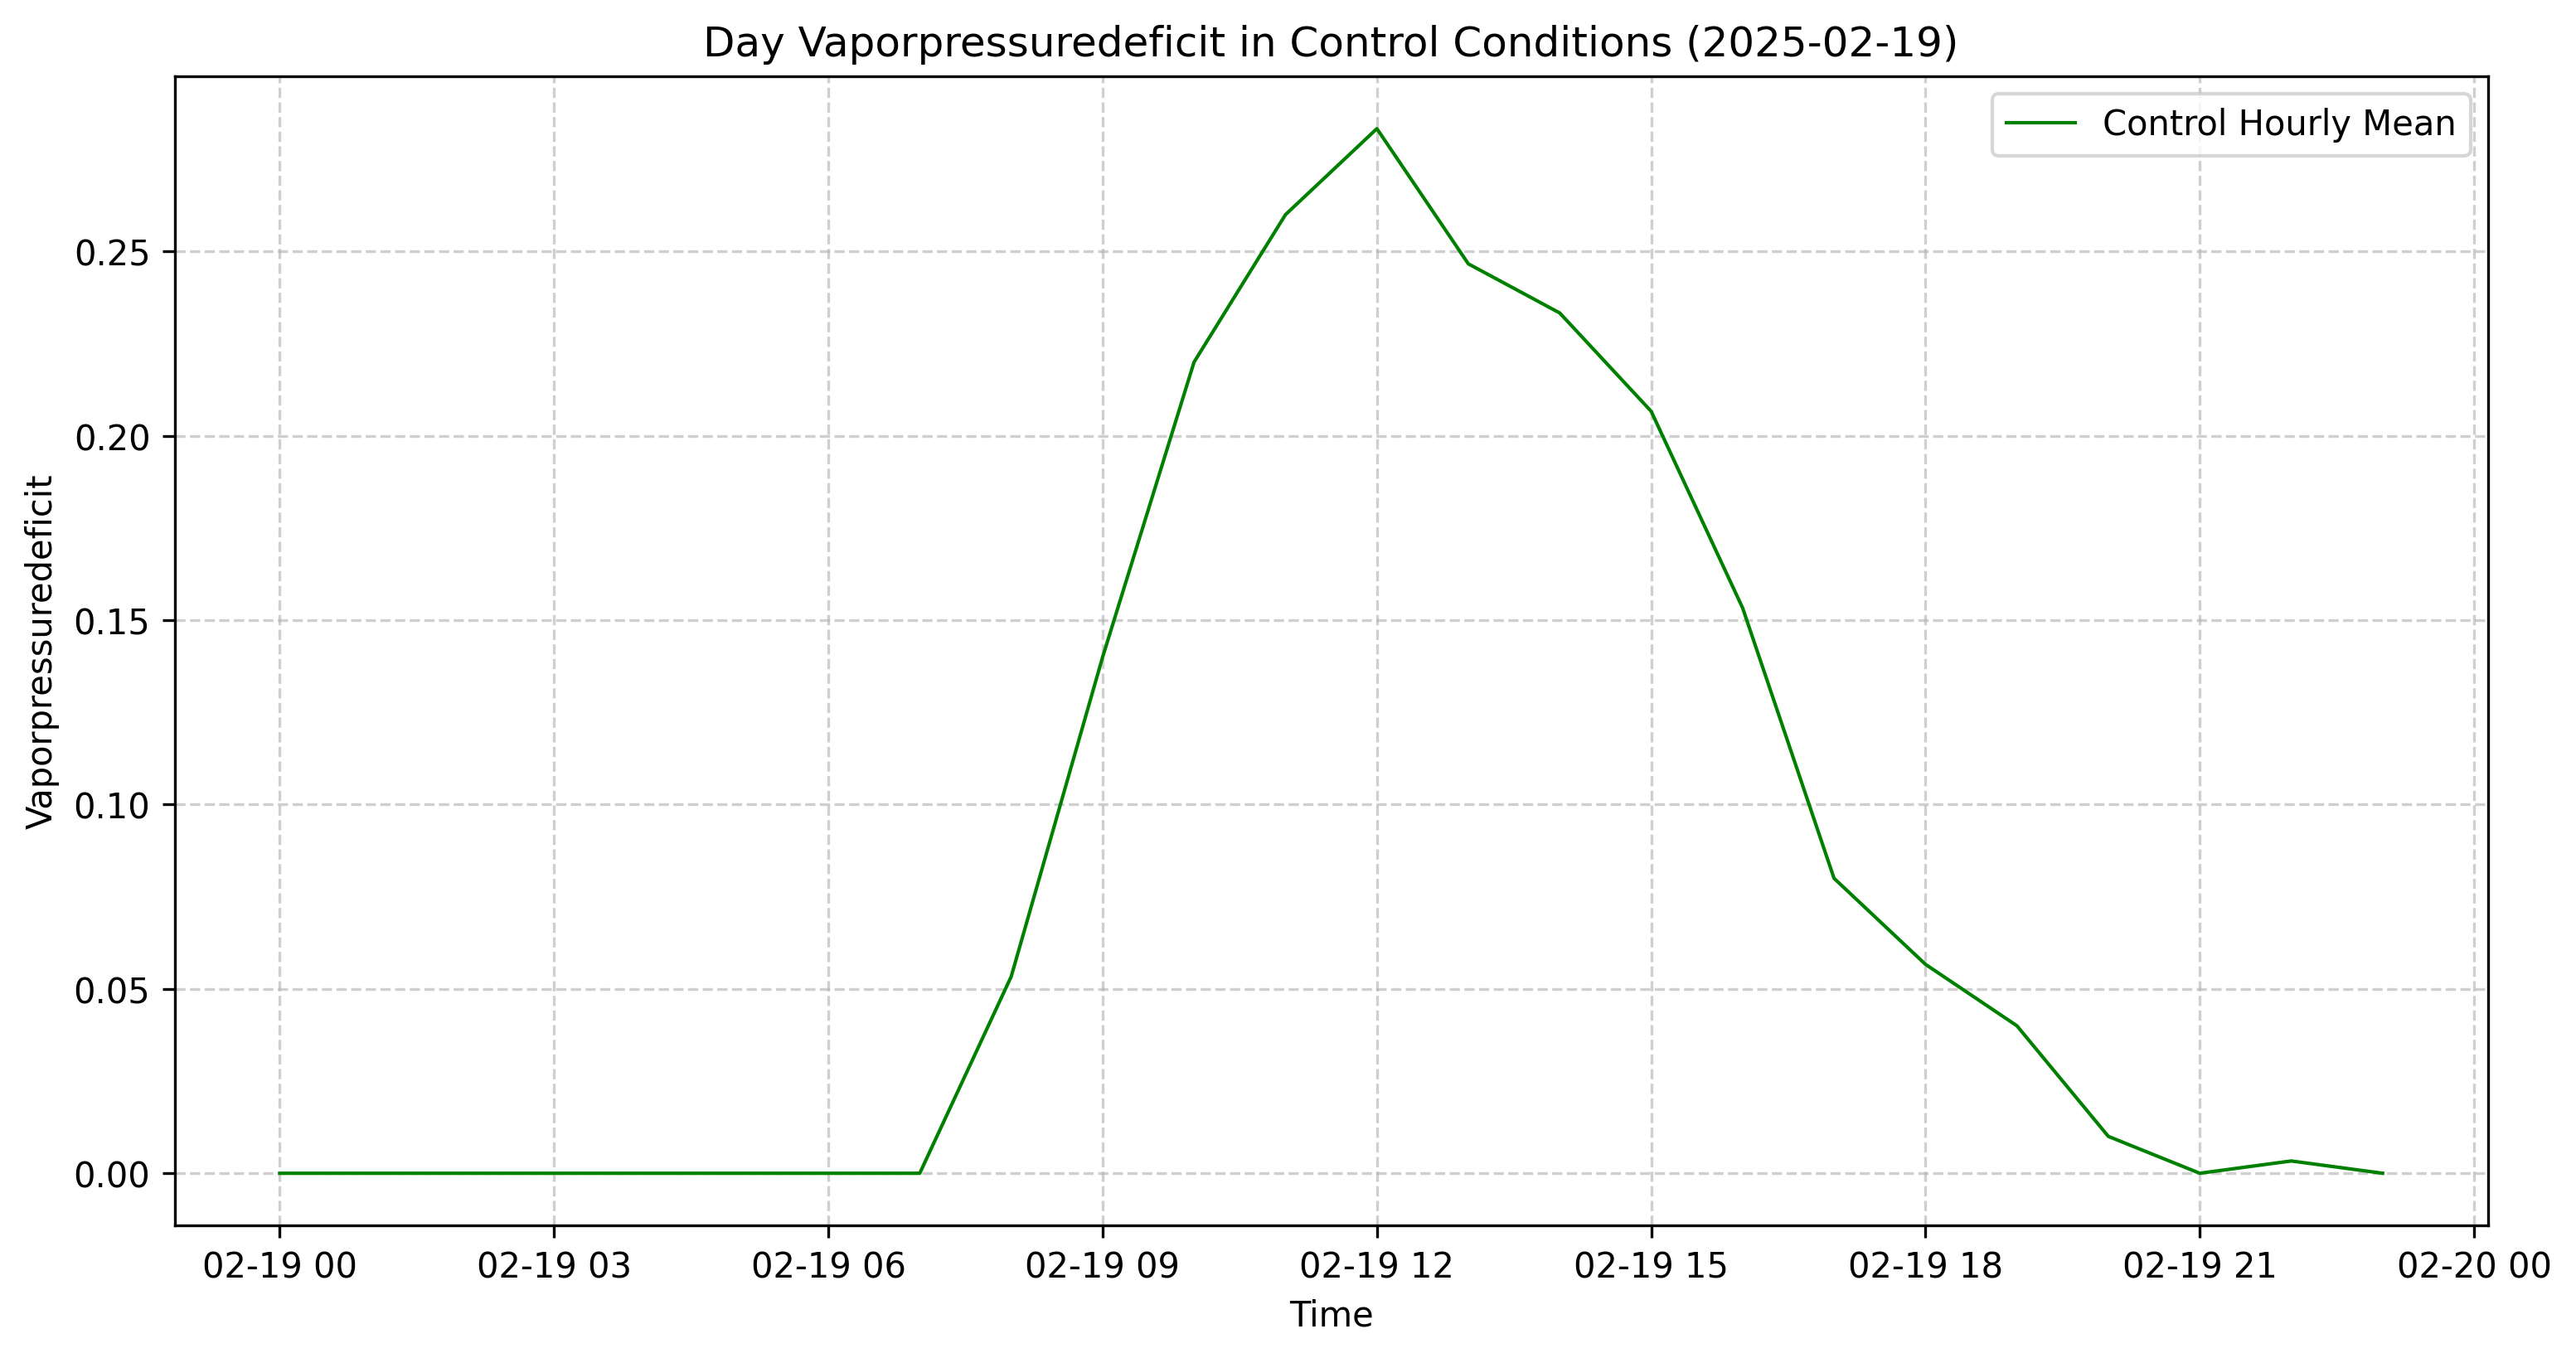 Day Vaporpressuredeficit in Control Conditions (2025-02-19)
Control Hourly Mean
Vaporpressuredeficit
0.25
0.20
0.15
0.10
0.05
0.00
02-19 00 02-19 03 02-19 06 02-19 09 02-19 12 02-19 15 02-19 18 02-19 21 02-20 00
Time